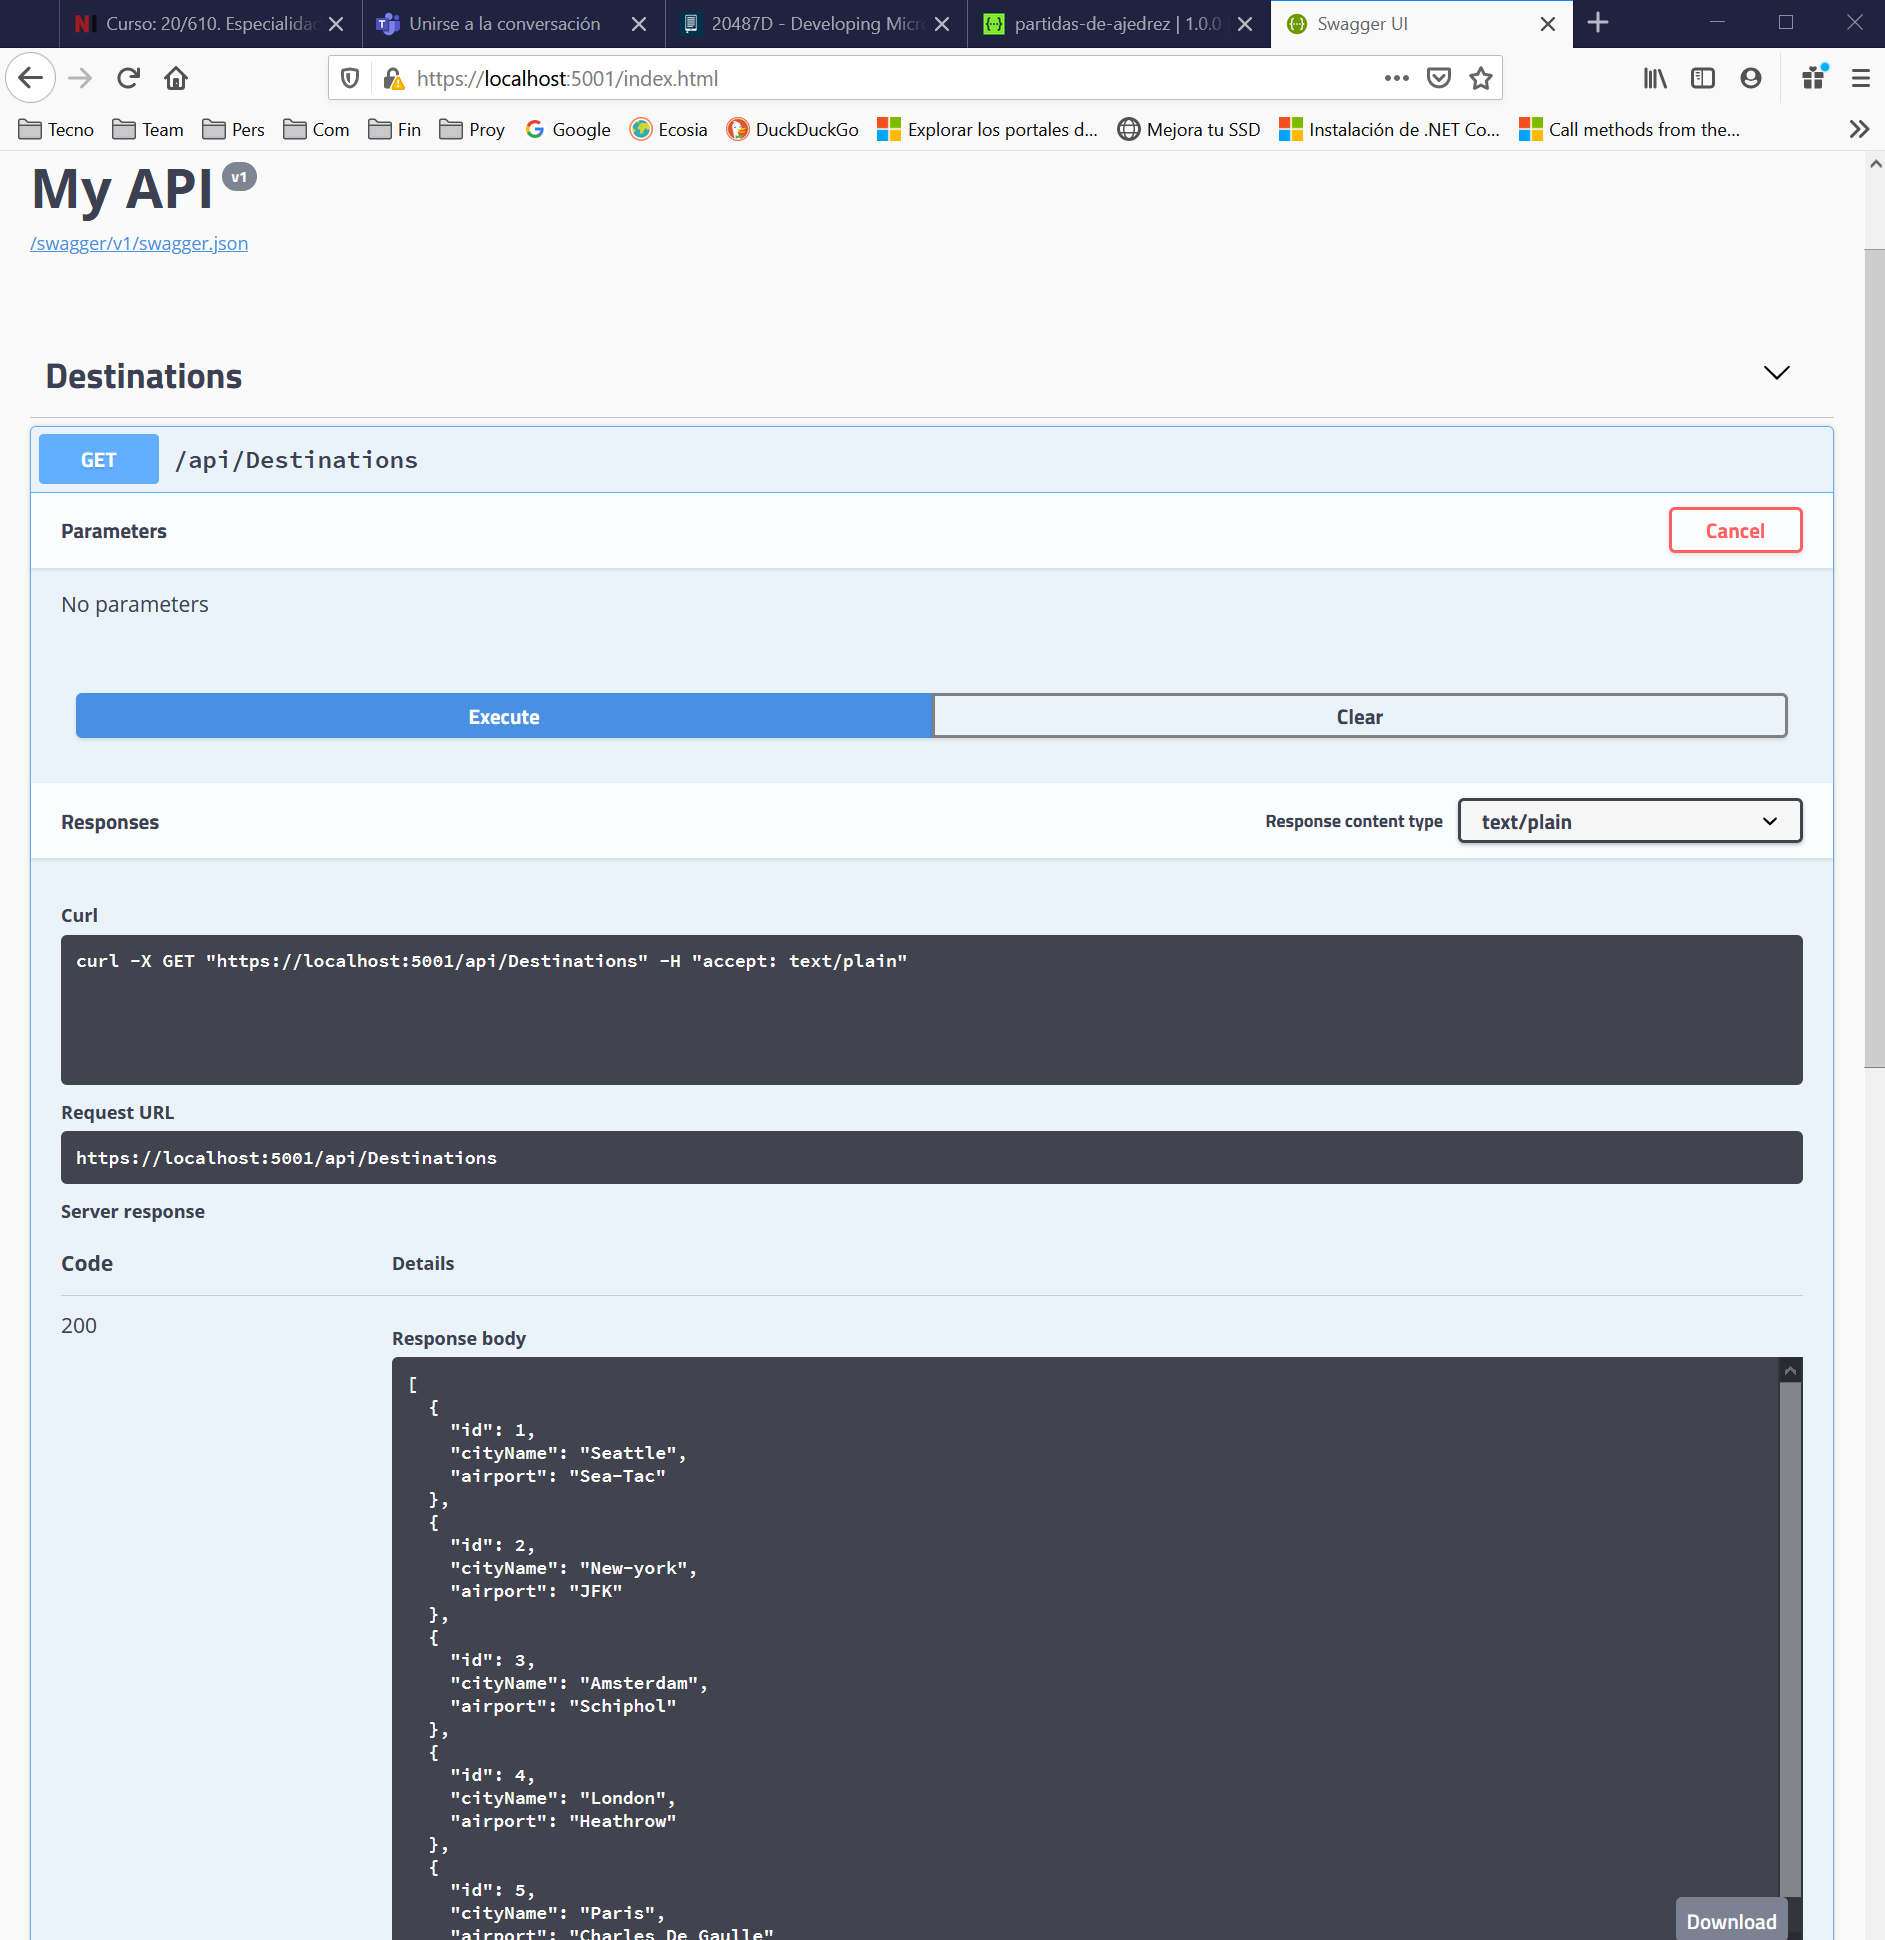 Curso: 20/610. Especialidad
Unirse a la conversación
20487D - Developing Micr
partidas-de-ajedrez | 1.0.0
Swagger UI
https://localhost:5001/index.html
Tecno
Team
Pers
Com
Fin
Proy
Google
Ecosia
DuckDuckGo
Explorar los portales d...
Mejora tu SSD
Instalación de .NET Co...
Call methods from the...
My API v1
/swagger/v1/swagger.json
Destinations
GET /api/Destinations
Parameters
Cancel
No parameters
Execute
Clear
Responses
Response content type
text/plain
Curl
curl -X GET "https://localhost:5001/api/Destinations" -H "accept: text/plain"
Request URL
https://localhost:5001/api/Destinations
Server response
Code
Details
200
Response body
[
{
"id": 1,
"cityName": "Seattle",
"airport": "Sea-Tac"
},
{
"id": 2,
"cityName": "New-york",
"airport": "JFK"
},
{
"id": 3,
"cityName": "Amsterdam",
"airport": "Schiphol"
},
{
"id": 4,
"cityName": "London",
"airport": "Heathrow"
},
{
"id": 5,
"cityName": "Paris",
"airport": "Charles De Gaulle"
Download